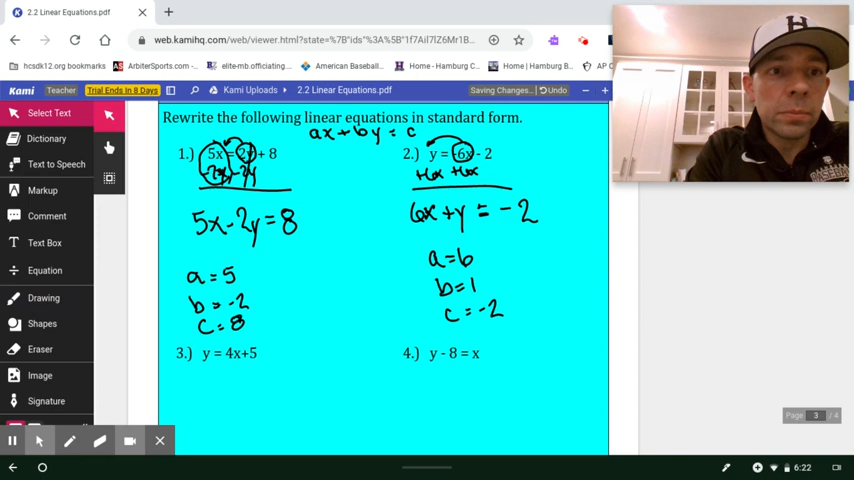 2.2 Linear Equations.pdf
web.kamihq.com/web/viewer.html?state=%7B"ids"%3A%5B"1f7Ail7lZ6Mr1B...
hcsdk12.org bookmarks ArbiterSports.com - elite-mb.officiating... American Baseball... Home - Hamburg C... Home | Hamburg B...
Teacher Trial Ends In 8 Days Kami Uploads > 2.2 Linear Equations.pdf Saving Changes... Undo
Select Text
Dictionary
Text to Speech
Markup
Comment
Text Box
Equation
Drawing
Shapes
Eraser
Image
Signature
Rewrite the following linear equations in standard form.
ax + by = c
1.) 5x = 2y + 8
-2y -2y
5x - 2y = 8
a = 5
b = -2
c = 8
2.) y = -6x - 2
+6x +6x
6x + y = -2
a = 6
b = 1
c = -2
3.) y = 4x+5
4.) y - 8 = x
Page 3 / 4
6:22
H